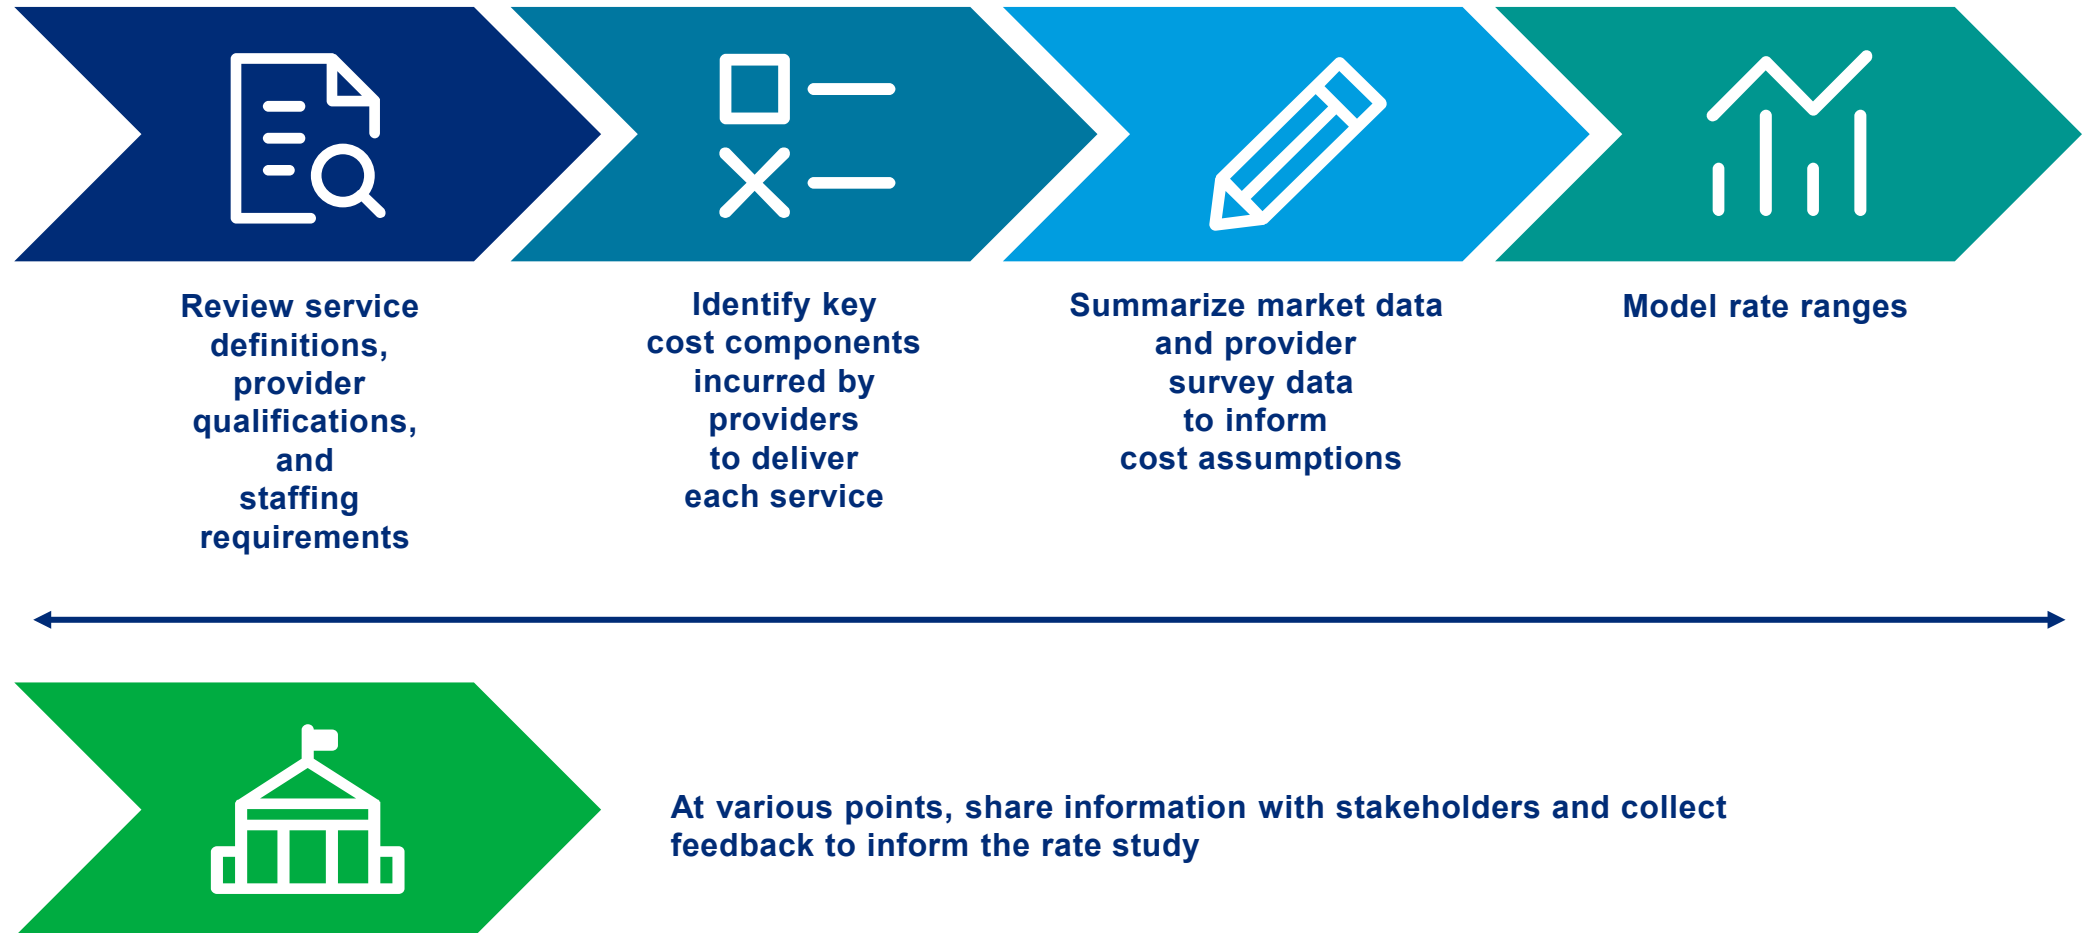 Review service
definitions,
provider
qualifications,
and
staffing
requirements
Identify key
cost components
incurred by
providers
to deliver
each service
Summarize market data
and provider
survey data
to inform
cost assumptions
Model rate ranges
At various points, share information with stakeholders and collect
feedback to inform the rate study